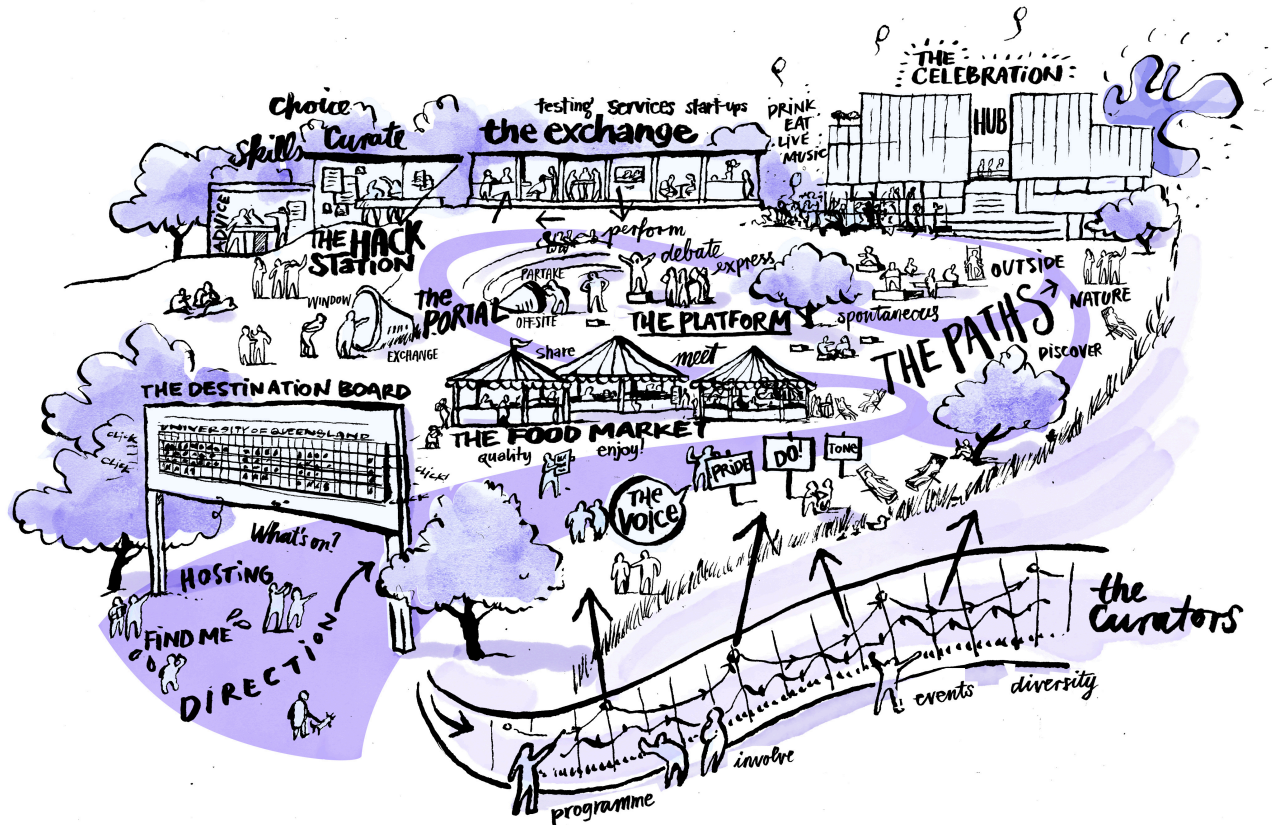 THE
CELEBRATION
HUB
DRINK
EAT
LIVE
MUSIC
testing services start-ups
the exchange
Choice
Curate
Skills
ADVICE
THE HACK
STATION
perform
debate
express
PARTAKE
OFF-SITE
WINDOW
The
PORTAL
EXCHANGE
THE PLATFORM
spontaneous
OUTSIDE
NATURE
THE PATHS
DISCOVER
share
meet
THE FOOD MARKET
quality
enjoy!
THE DESTINATION BOARD
UNIVERSITY OF QUEENSLAND
click
click
click!
click
What's on?
HOSTING
FIND ME
DIRECTION
THE
VOICE
PRIDE
DO!
TONE
the
Curators
events
diversity
involve
programme